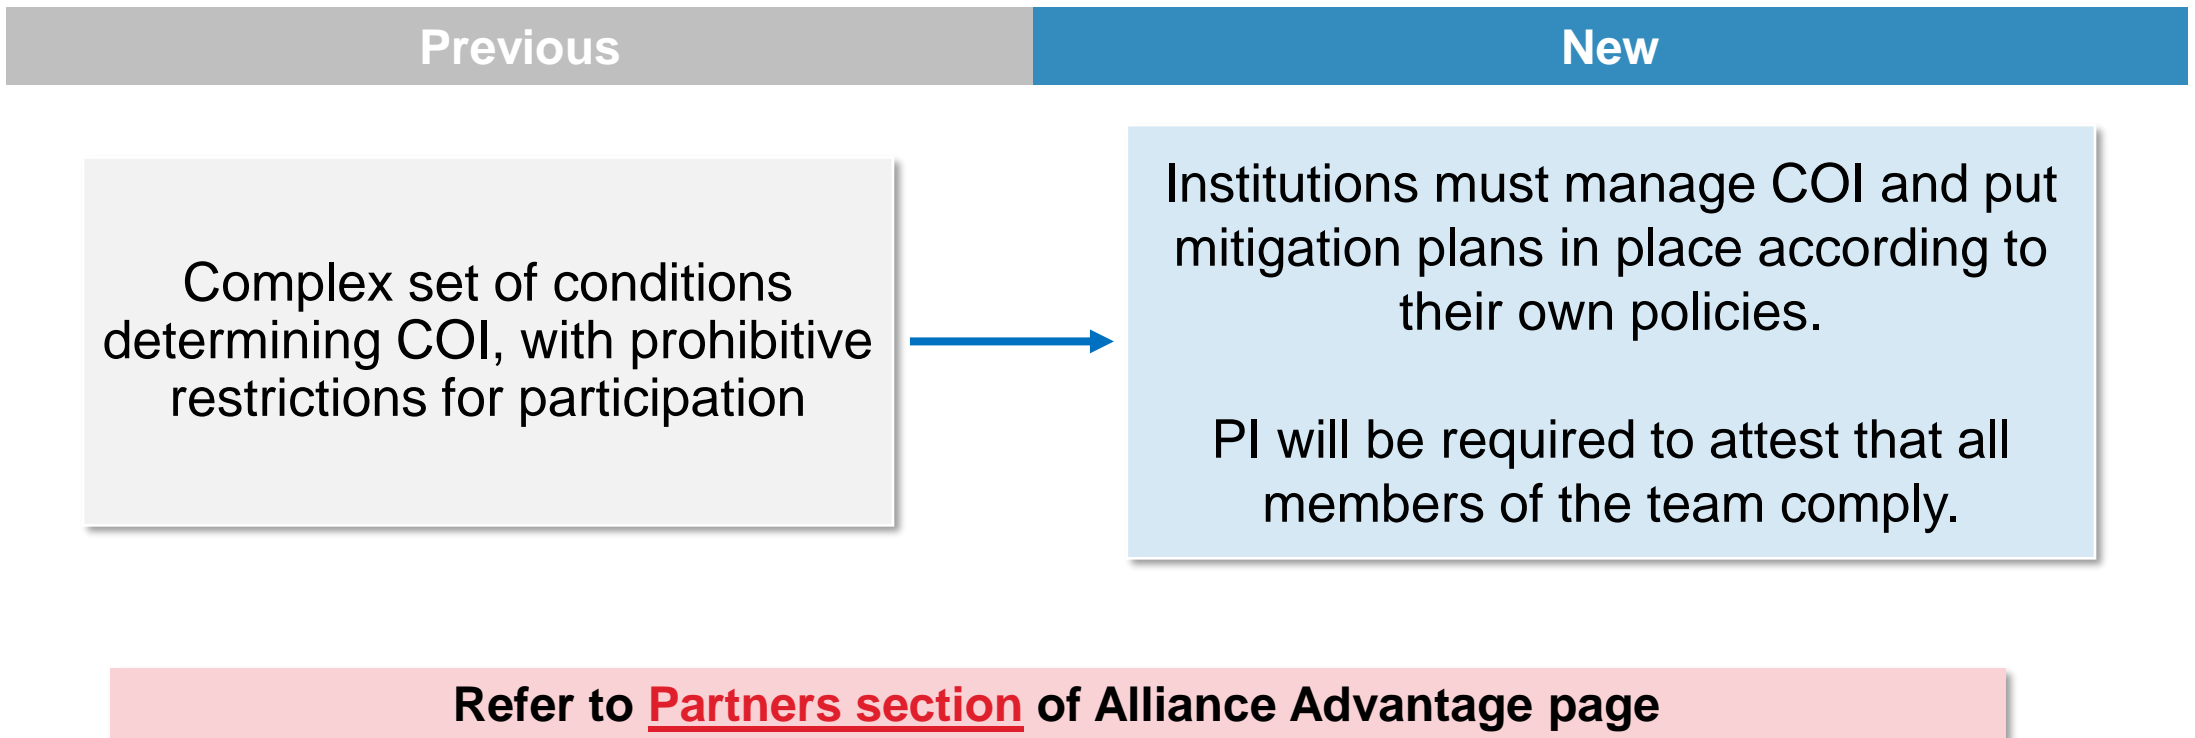 Previous
New
Complex set of conditions
determining COI, with prohibitive
restrictions for participation
Institutions must manage COI and put
mitigation plans in place according to
their own policies.
PI will be required to attest that all
members of the team comply.
Refer to Partners section of Alliance Advantage page